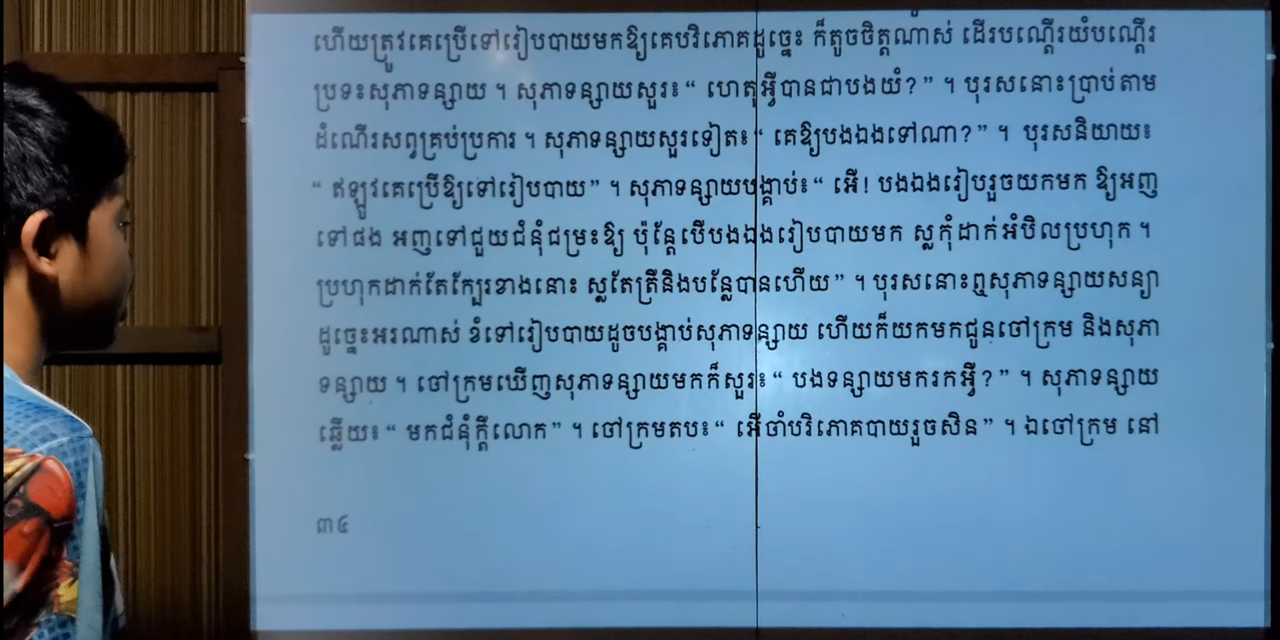 ហើយត្រូវគេប្រើទៅរៀបបាយមកឱ្យគេបរិភោគដូច្នេះ ក៏តូចចិត្តណាស់ ដើរបណ្ដើរយំបណ្ដើរ
ប្រទះសុភាទន្សាយ ។ សុភាទន្សាយសួរ៖“ ហេតុអ្វីបានជាបងយំ?” ។ បុរសនោះប្រាប់តាម
ដំណើរសព្វគ្រប់ប្រការ ។ សុភាទន្សាយសួរទៀត៖“ គេឱ្យបងឯងទៅណា?” ។ បុរសនិយាយ៖
“ ឥឡូវគេប្រើឱ្យទៅរៀបបាយ” ។ សុភាទន្សាយបង្គាប់៖“ អើ! បងឯងរៀបរួចយកមក ឱ្យអញ
ទៅផង អញទៅជួយជំនុំជម្រះឱ្យ ប៉ុន្តែបើបងឯងរៀបបាយមក ស្លកុំដាក់អំបិលប្រហុក ។
ប្រហុកដាក់តែក្បែរខាងនោះ ស្លតែត្រីនិងបន្លែបានហើយ” ។ បុរសនោះឮសុភាទន្សាយសន្យា
ដូច្នេះអរណាស់ ខំទៅរៀបបាយដូចបង្គាប់សុភាទន្សាយ ហើយក៏យកមកជូនចៅក្រម និងសុភា
ទន្សាយ ។ ចៅក្រមឃើញសុភាទន្សាយមកក៏សួរ៖“ បងទន្សាយមករកអ្វី?” ។ សុភាទន្សាយ
ឆ្លើយ៖“ មកជំនុំក្ដីលោក” ។ ចៅក្រមតប៖“ អើចាំបរិភោគបាយរួចសិន” ។ ឯចៅក្រម នៅ
៣៤